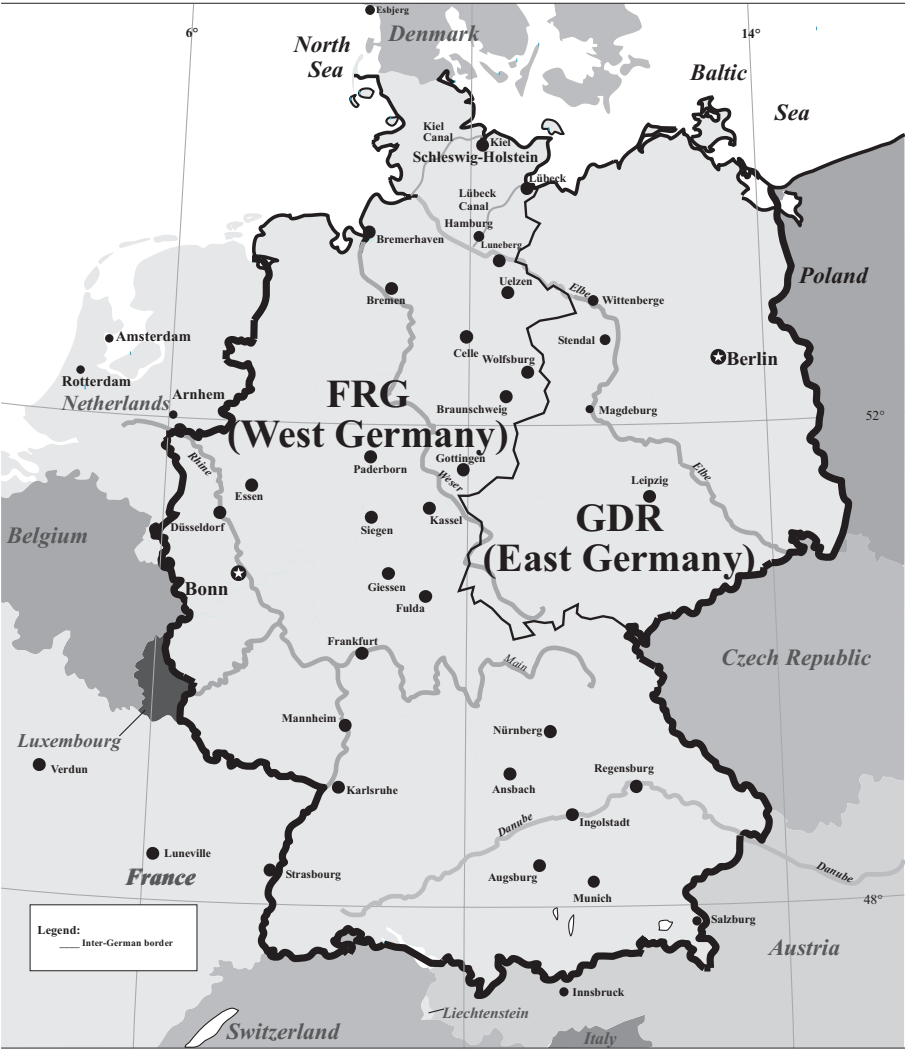 Esbjerg
6°
14°
Denmark
North
Sea
Baltic
Sea
Kiel
Canal
Kiel
Schleswig-Holstein
Lübeck
Lübeck
Canal
Hamburg
Bremerhaven
Luneberg
Poland
Uelzen
Elbe
Bremen
Wittenberge
Amsterdam
Stendal
Celle
Wolfsburg
Berlin
Rotterdam
Netherlands
Arnhem
FRG
(West Germany)
Braunschweig
Magdeburg
52°
Rhine
Paderborn
Gottingen
Weser
Elbe
Essen
Leipzig
Belgium
Düsseldorf
Siegen
Kassel
GDR
(East Germany)
Bonn
Giessen
Fulda
Frankfurt
Main
Czech Republic
Luxembourg
Mannheim
Nürnberg
Verdun
Karlsruhe
Ansbach
Regensburg
Danube
Ingolstadt
Luneville
France
Strasbourg
Augsburg
Munich
Danube
48°
Legend:
Inter-German border
Salzburg
Austria
Innsbruck
Liechtenstein
Switzerland
Italy